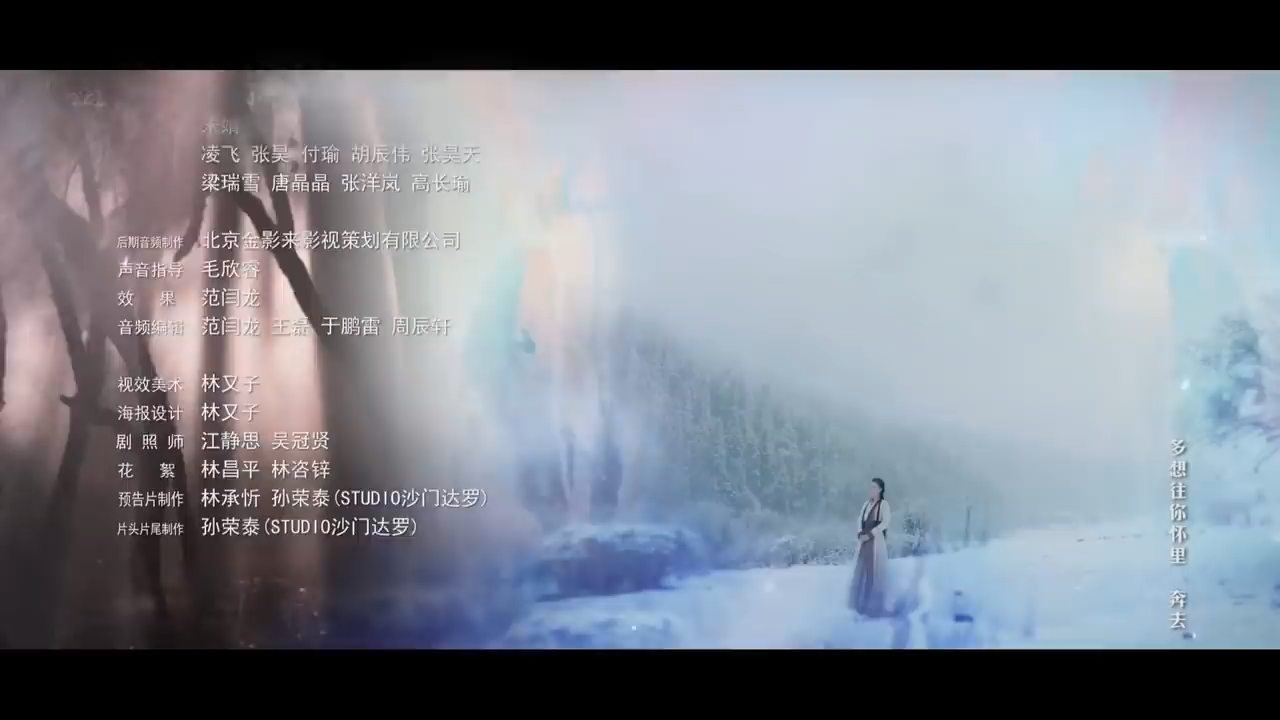 凌飞 张昊 付瑜 胡辰伟 张昊天
梁瑞雪 唐晶晶 张洋岚 高长瑜
后期音频制作 北京金影来影视策划有限公司
声音指导 毛欣睿
效 果 范闫龙
音频编辑 范闫龙 王磊 于鹏雷 周辰轩
视效美术 林又子
海报设计 林又子
剧照师 江静思 吴冠贤
花 絮 林昌平 林咨锌
预告片制作 林承忻 孙荣泰(STUDIO沙门达罗)
片头片尾制作 孙荣泰(STUDIO沙门达罗)
多想往你怀里 奔去